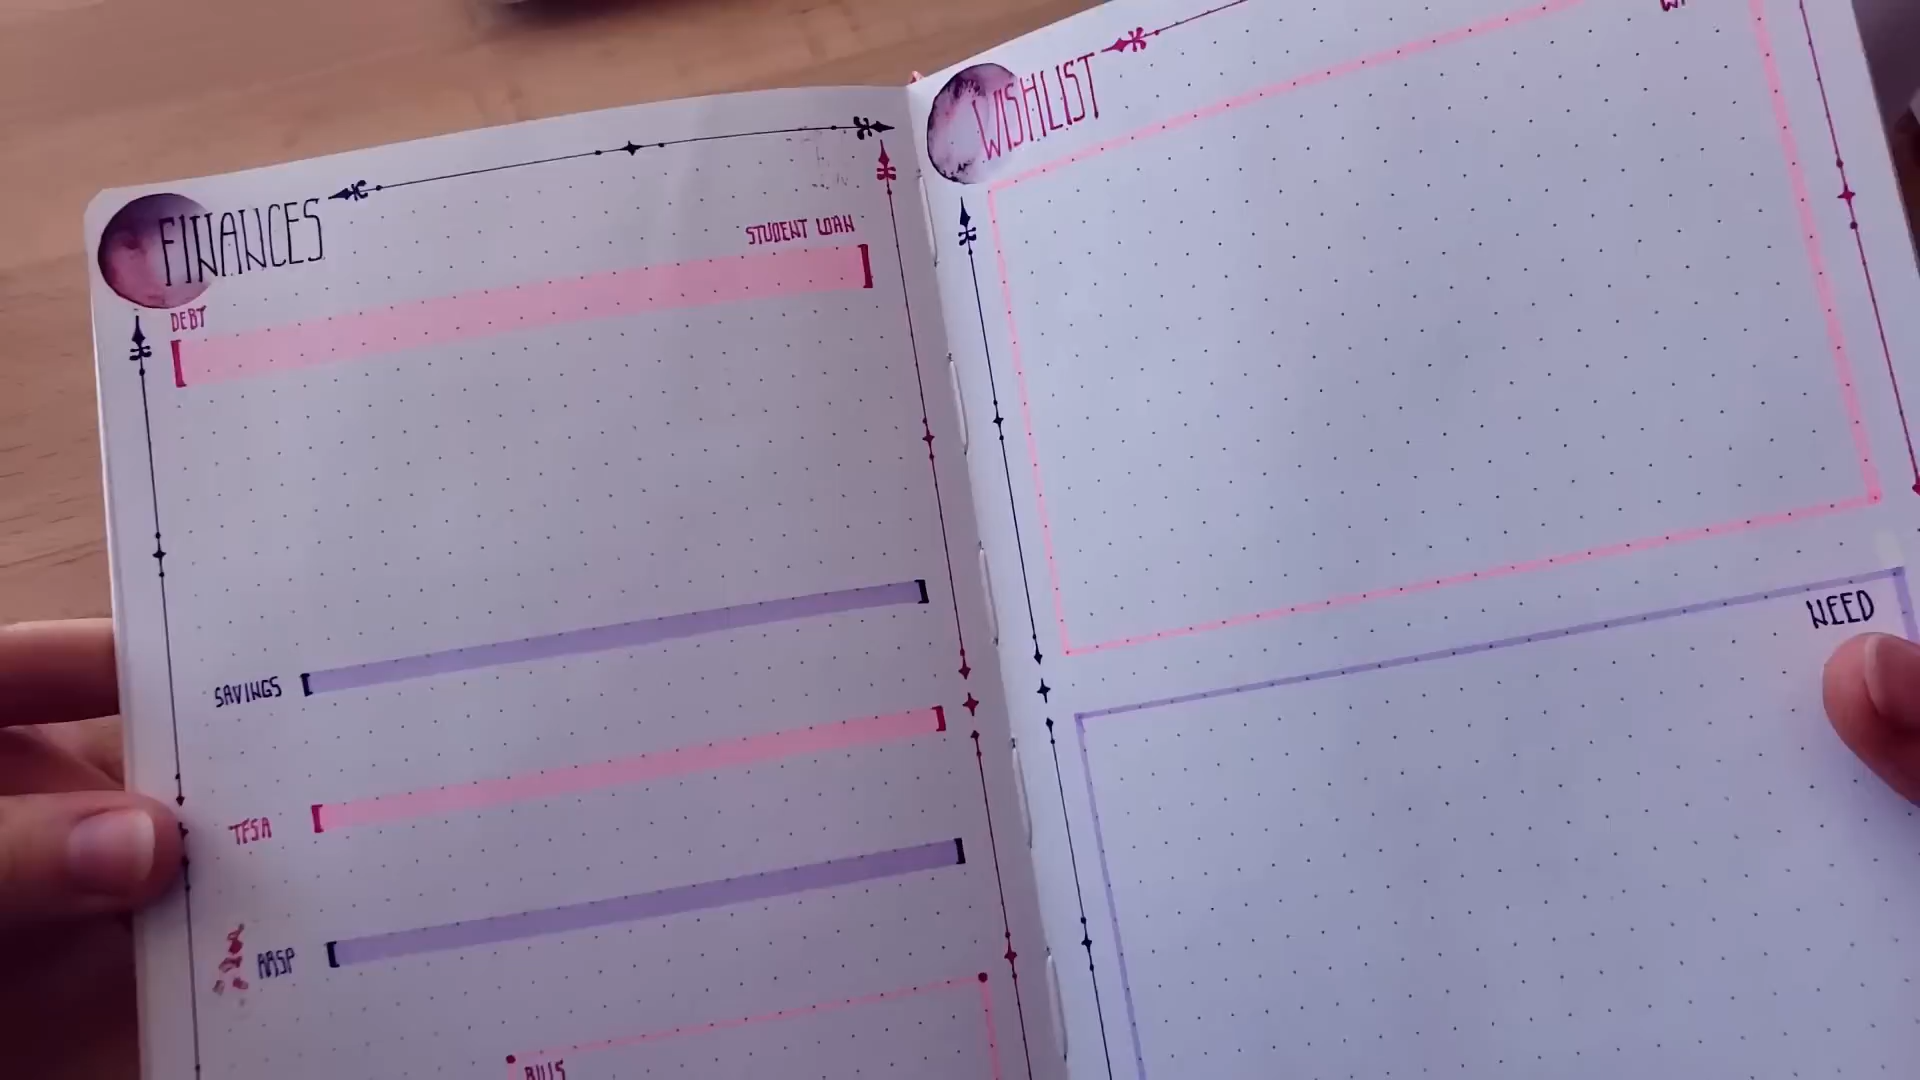 FINANCES
STUDENT LOAN
DEBT
SAVINGS
TFSA
RRSP
BILLS
WISHLIST
NEED